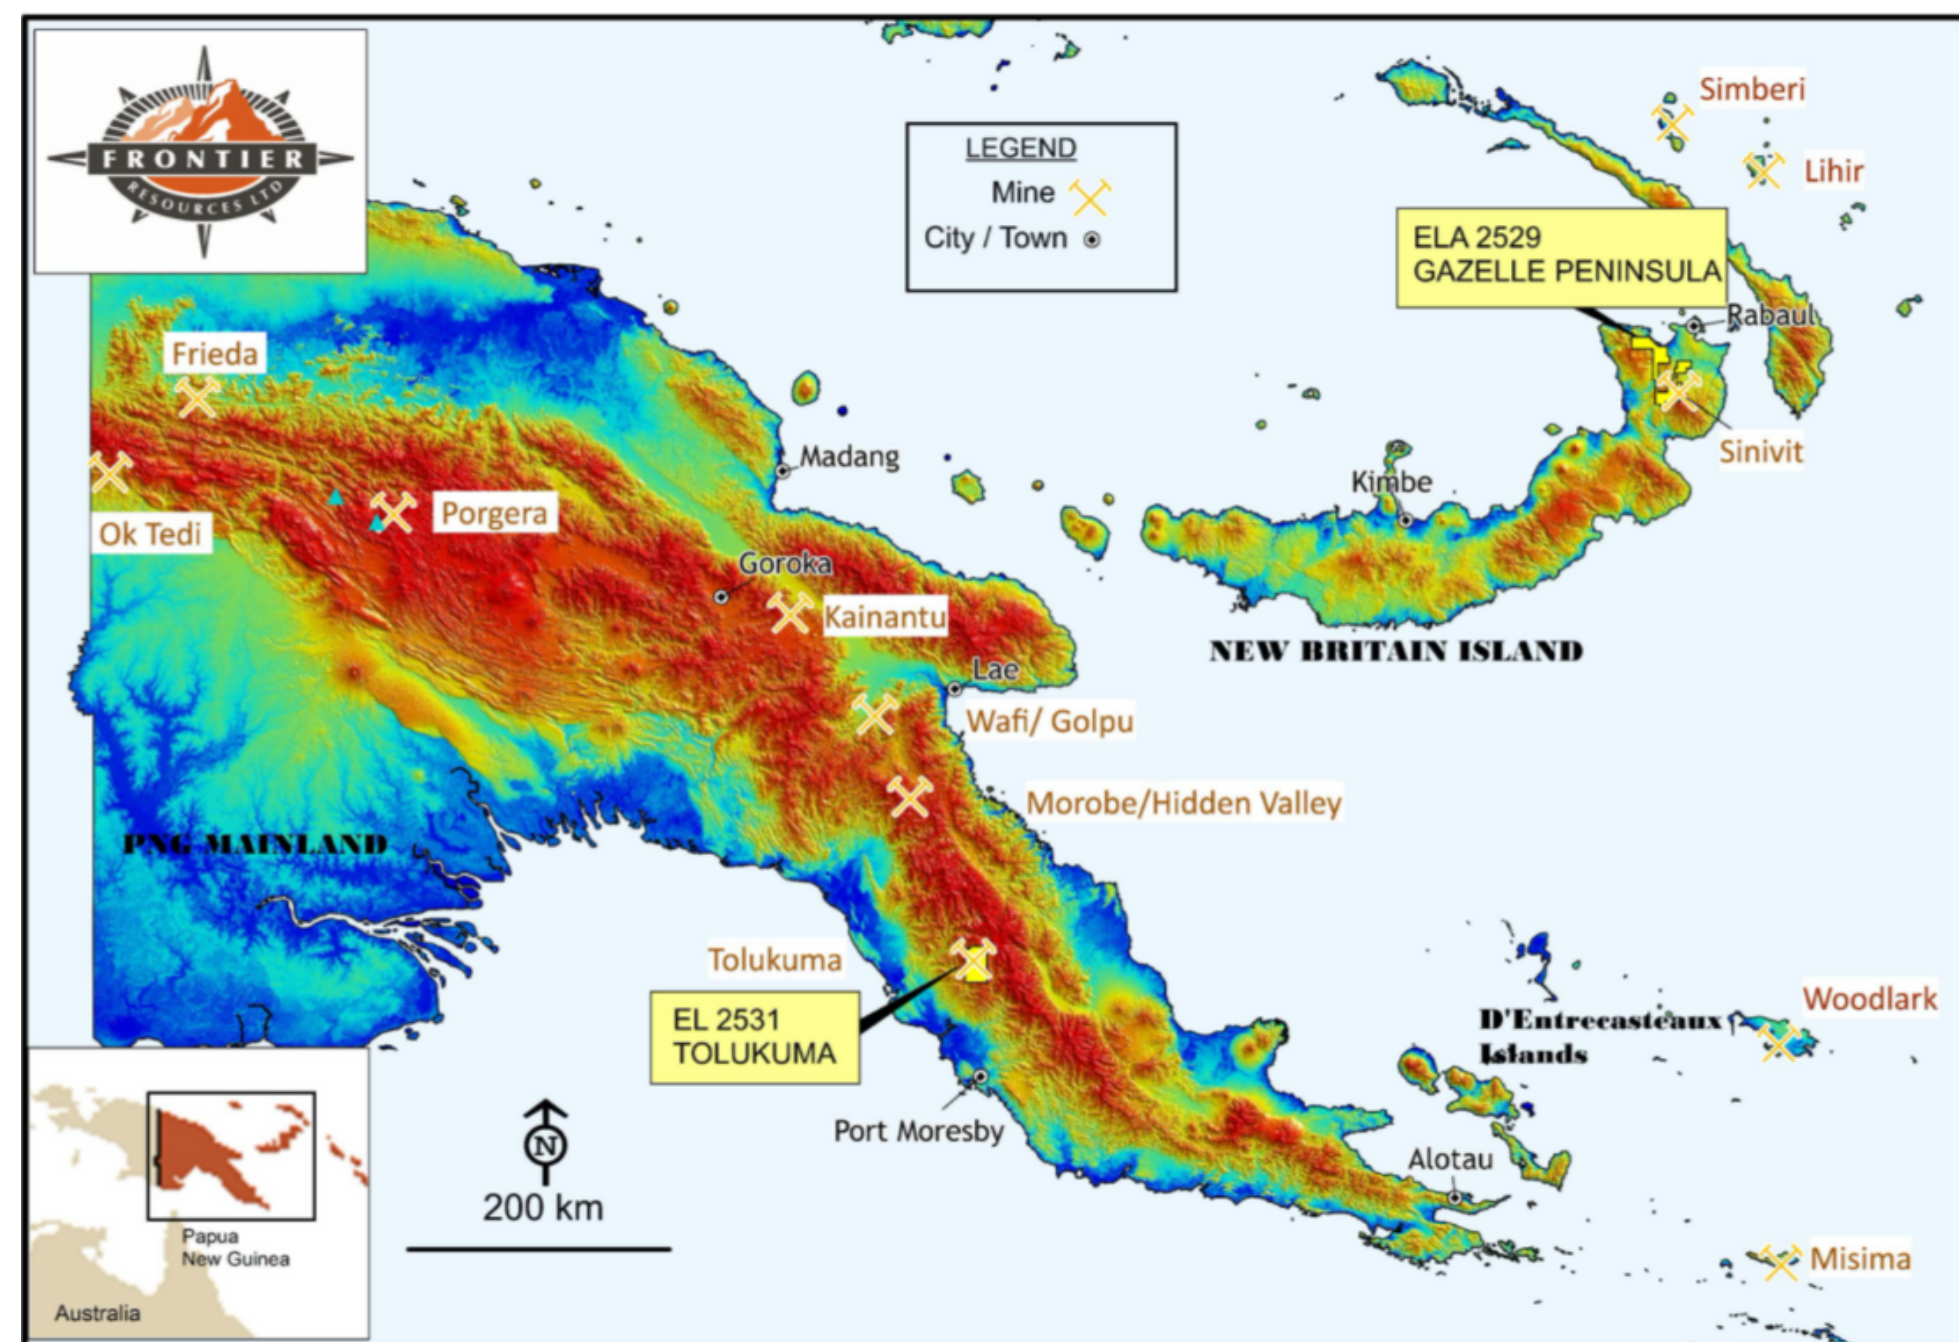 FRONTIER
RESOURCES LTD
LEGEND
Mine
City / Town
Simberi
Lihir
ELA 2529
GAZELLE PENINSULA
Rabaul
Frieda
Sinivit
Madang
Kimbe
Ok Tedi
Porgera
Goroka
Kainantu
NEW BRITAIN ISLAND
Lae
Wafi/ Golpu
Morobe/Hidden Valley
PNG MAINLAND
Tolukuma
EL 2531
TOLUKUMA
Woodlark
D'Entrecasteaux
Islands
Port Moresby
Alotau
N
200 km
Papua
New Guinea
Australia
Misima